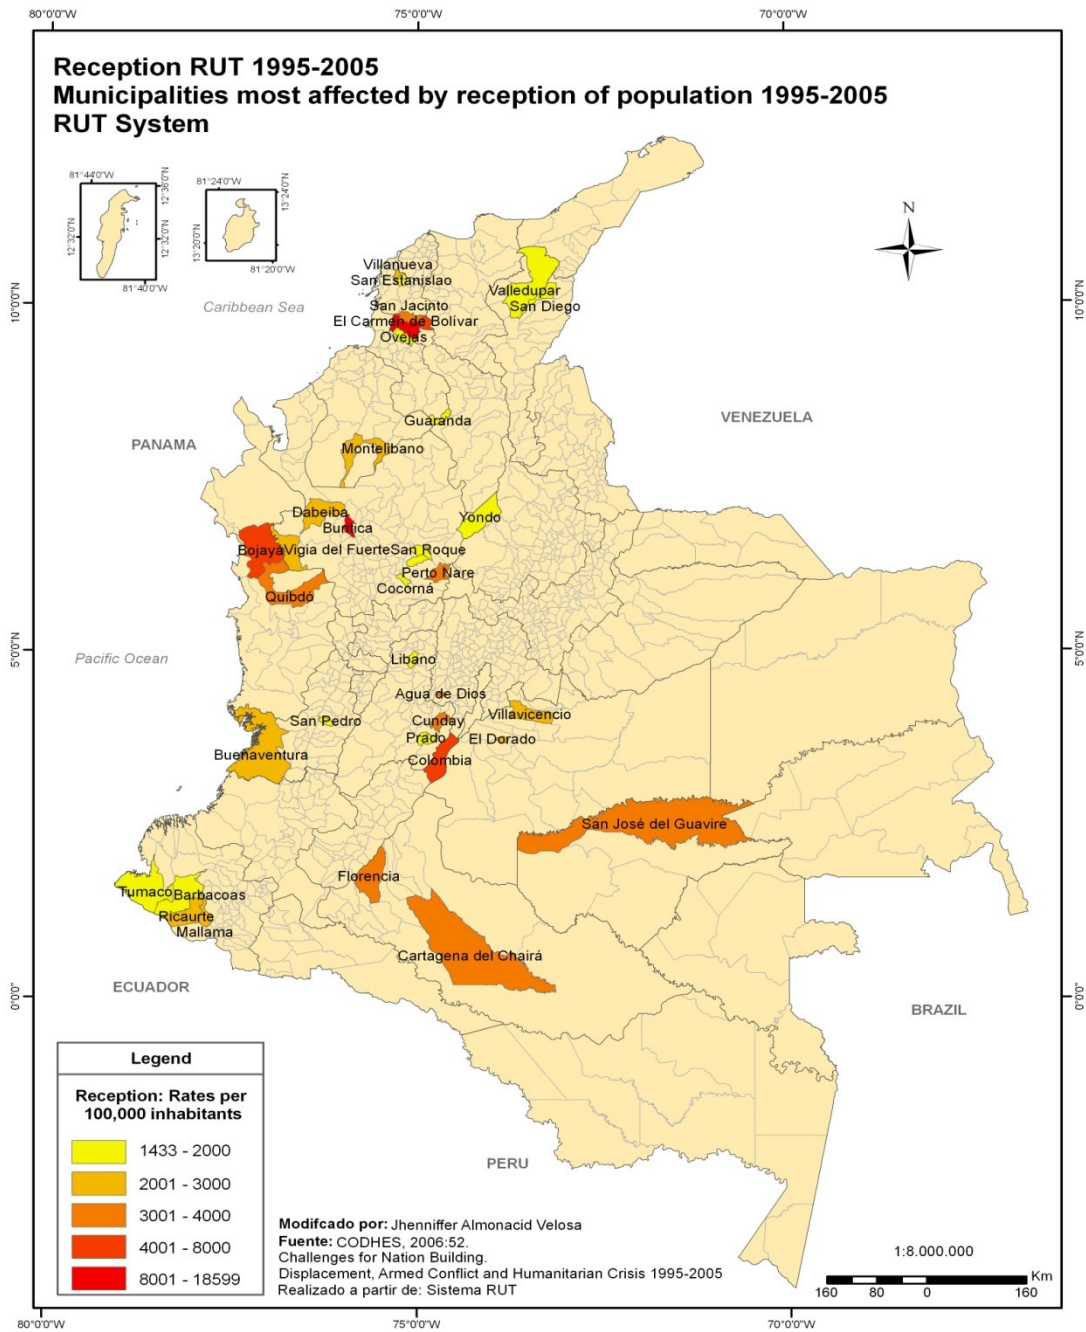 80°0'0"W
75°0'0"W
70°0'0"W
Reception RUT 1995-2005
Municipalities most affected by reception of population 1995-2005
RUT System
81°44'0"W
12°36'0"N
12°32'0"N
12°32'0"N
81°40'0"W
81°24'0"W
13°24'0"N
13°20'0"N
81°20'0"W
N
10°0'0"N
10°0'0"N
Caribbean Sea
Villanueva
San Estanislao
San Jacinto
El Carmen de Bolívar
Ovejas
Valledupar
San Diego
Guaranda
VENEZUELA
PANAMA
Montelibano
Dabeiba
Buritica
Yondo
Bojayá
Vigia del Fuerte
San Roque
Perto Nare
Cocorná
Quibdó
5°0'0"N
5°0'0"N
Pacific Ocean
Libano
Agua de Dios
San Pedro
Cunday
Villavicencio
Prado
El Dorado
Buenaventura
Colombia
San José del Guavire
Florencia
Tumaco
Barbacoas
Ricaurte
Mallama
Cartagena del Chairá
ECUADOR
0°0'0"
0°0'0"
BRAZIL
PERU
Legend
Reception: Rates per
100,000 inhabitants
1433 - 2000
2001 - 3000
3001 - 4000
4001 - 8000
8001 - 18599
Modifcado por: Jhenniffer Almonacid Velosa
Fuente: CODHES, 2006:52.
Challenges for Nation Building.
Displacement, Armed Conflict and Humanitarian Crisis 1995-2005
Realizado a partir de: Sistema RUT
1:8.000.000
Km
160 80 0 160
80°0'0"W
75°0'0"W
70°0'0"W